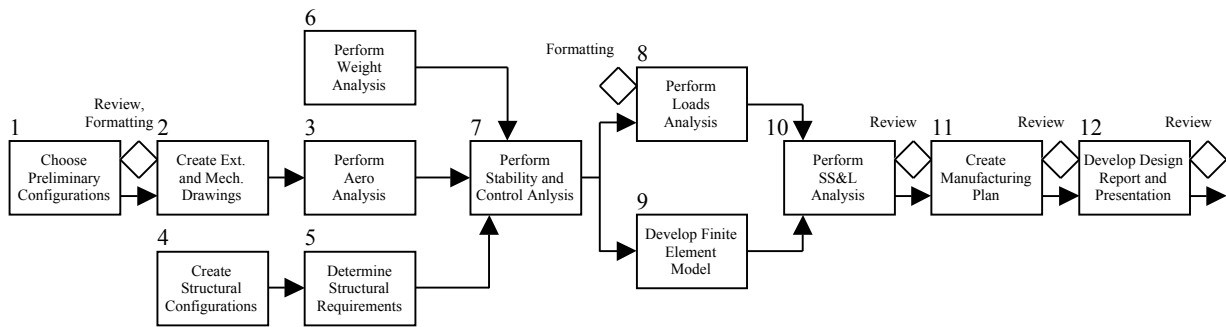 6
Perform
Weight
Analysis
Formatting
8
Perform
Loads
Analysis
Review,
Formatting
1
Choose
Preliminary
Configurations
2
Create Ext.
and Mech.
Drawings
3
Perform
Aero
Analysis
7
Perform
Stability and
Control Anlysis
10
Perform
SS&L
Analysis
Review
11
Create
Manufacturing
Plan
Review
12
Develop Design
Report and
Presentation
Review
4
Create
Structural
Configurations
5
Determine
Structural
Requirements
9
Develop Finite
Element
Model